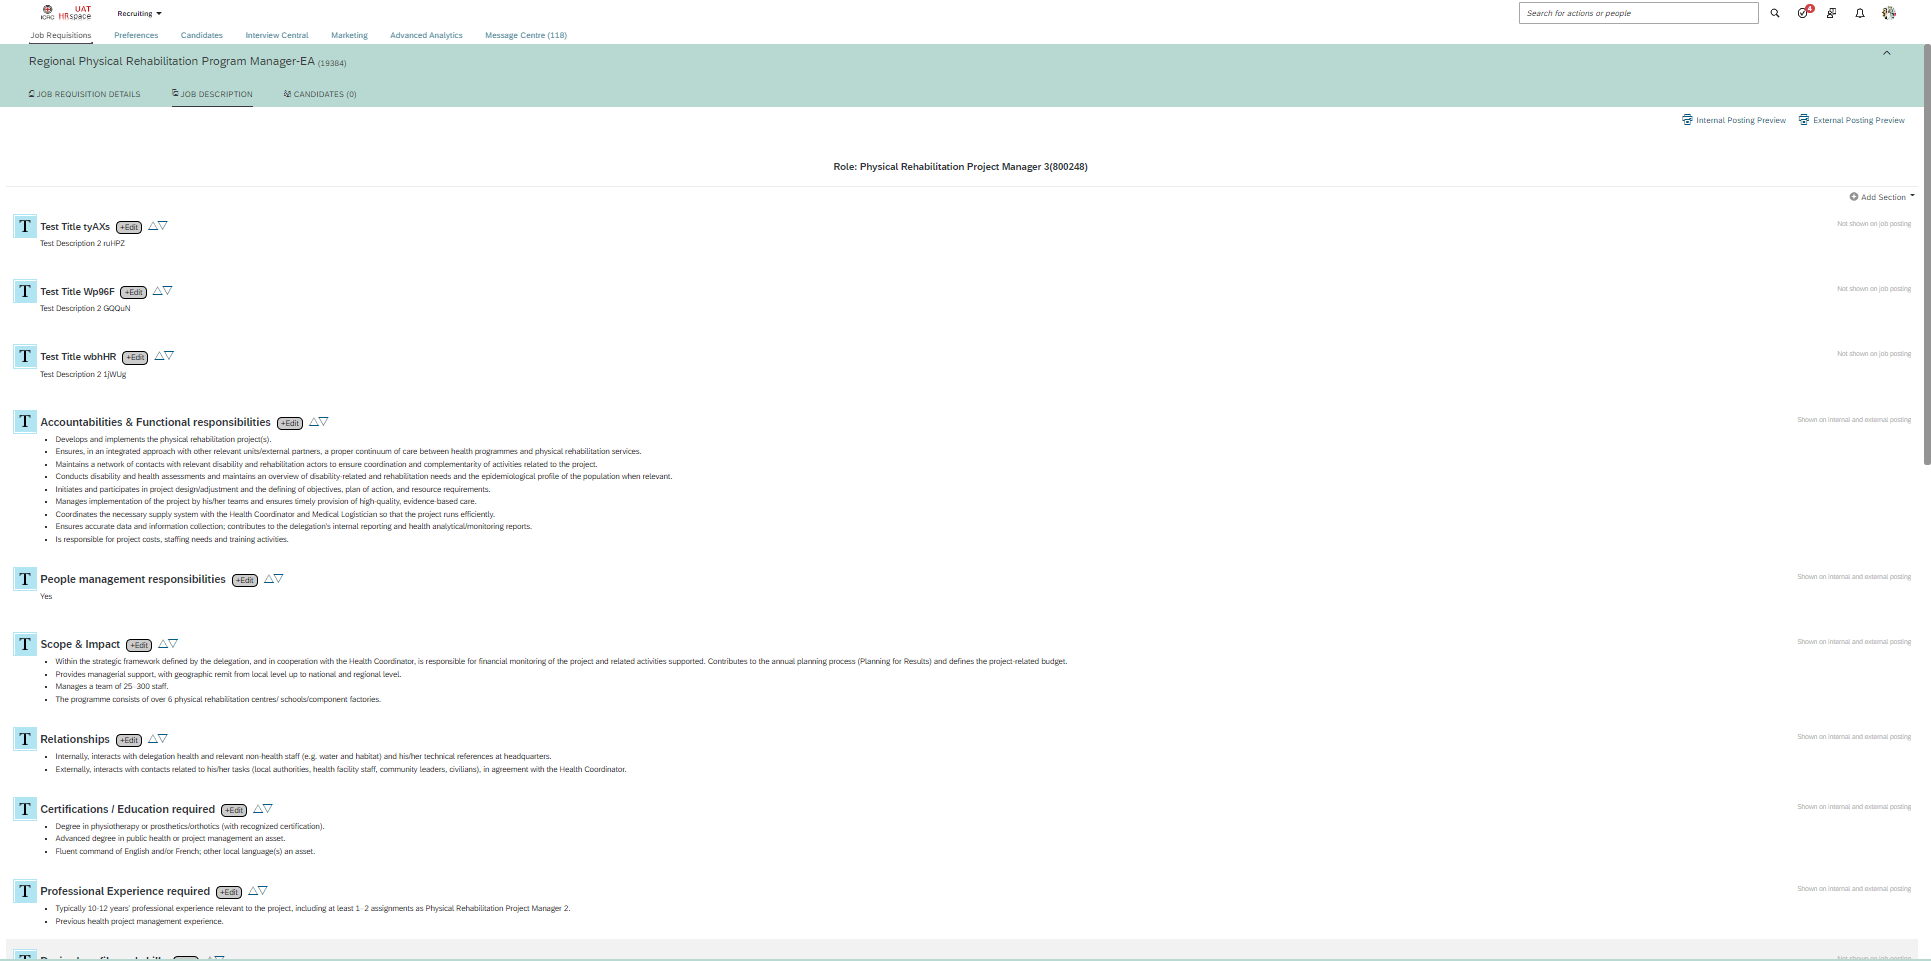 ICRC
UAT
HRspace
Recruiting
Search for actions or people
4
Job Requisitions
Preferences
Candidates
Interview Central
Marketing
Advanced Analytics
Message Centre (118)
Regional Physical Rehabilitation Program Manager-EA (19384)
JOB REQUISITION DETAILS
JOB DESCRIPTION
CANDIDATES (0)
Internal Posting Preview
External Posting Preview
Role: Physical Rehabilitation Project Manager 3(800248)
Add Section
T Test Title tyAXs +Edit
Not shown on job posting
Test Description 2 ruHPZ
T Test Title Wp96F +Edit
Not shown on job posting
Test Description 2 GQQuN
T Test Title wbhHR +Edit
Not shown on job posting
Test Description 2 1jWUg
T Accountabilities & Functional responsibilities +Edit
Shown on internal and external posting
• Develops and implements the physical rehabilitation project(s).
• Ensures, in an integrated approach with other relevant units/external partners, a proper continuum of care between health programmes and physical rehabilitation services.
• Maintains a network of contacts with relevant disability and rehabilitation actors to ensure coordination and complementarity of activities related to the project.
• Conducts disability and health assessments and maintains an overview of disability-related and rehabilitation needs and the epidemiological profile of the population when relevant.
• Initiates and participates in project design/adjustment and the defining of objectives, plan of action, and resource requirements.
• Manages implementation of the project by his/her teams and ensures timely provision of high-quality, evidence-based care.
• Coordinates the necessary supply system with the Health Coordinator and Medical Logistician so that the project runs efficiently.
• Ensures accurate data and information collection; contributes to the delegation's internal reporting and health analytical/monitoring reports.
• Is responsible for project costs, staffing needs and training activities.
T People management responsibilities +Edit
Shown on internal and external posting
Yes
T Scope & Impact +Edit
Shown on internal and external posting
• Within the strategic framework defined by the delegation, and in cooperation with the Health Coordinator, is responsible for financial monitoring of the project and related activities supported. Contributes to the annual planning process (Planning for Results) and defines the project-related budget.
• Provides managerial support, with geographic remit from local level up to national and regional level.
• Manages a team of 25–300 staff.
• The programme consists of over 6 physical rehabilitation centres/ schools/component factories.
T Relationships +Edit
Shown on internal and external posting
• Internally, interacts with delegation health and relevant non-health staff (e.g. water and habitat) and his/her technical references at headquarters.
• Externally, interacts with contacts related to his/her tasks (local authorities, health facility staff, community leaders, civilians), in agreement with the Health Coordinator.
T Certifications / Education required +Edit
Shown on internal and external posting
• Degree in physiotherapy or prosthetics/orthotics (with recognized certification).
• Advanced degree in public health or project management an asset.
• Fluent command of English and/or French; other local language(s) an asset.
T Professional Experience required +Edit
Shown on internal and external posting
• Typically 10-12 years' professional experience relevant to the project, including at least 1–2 assignments as Physical Rehabilitation Project Manager 2.
• Previous health project management experience.